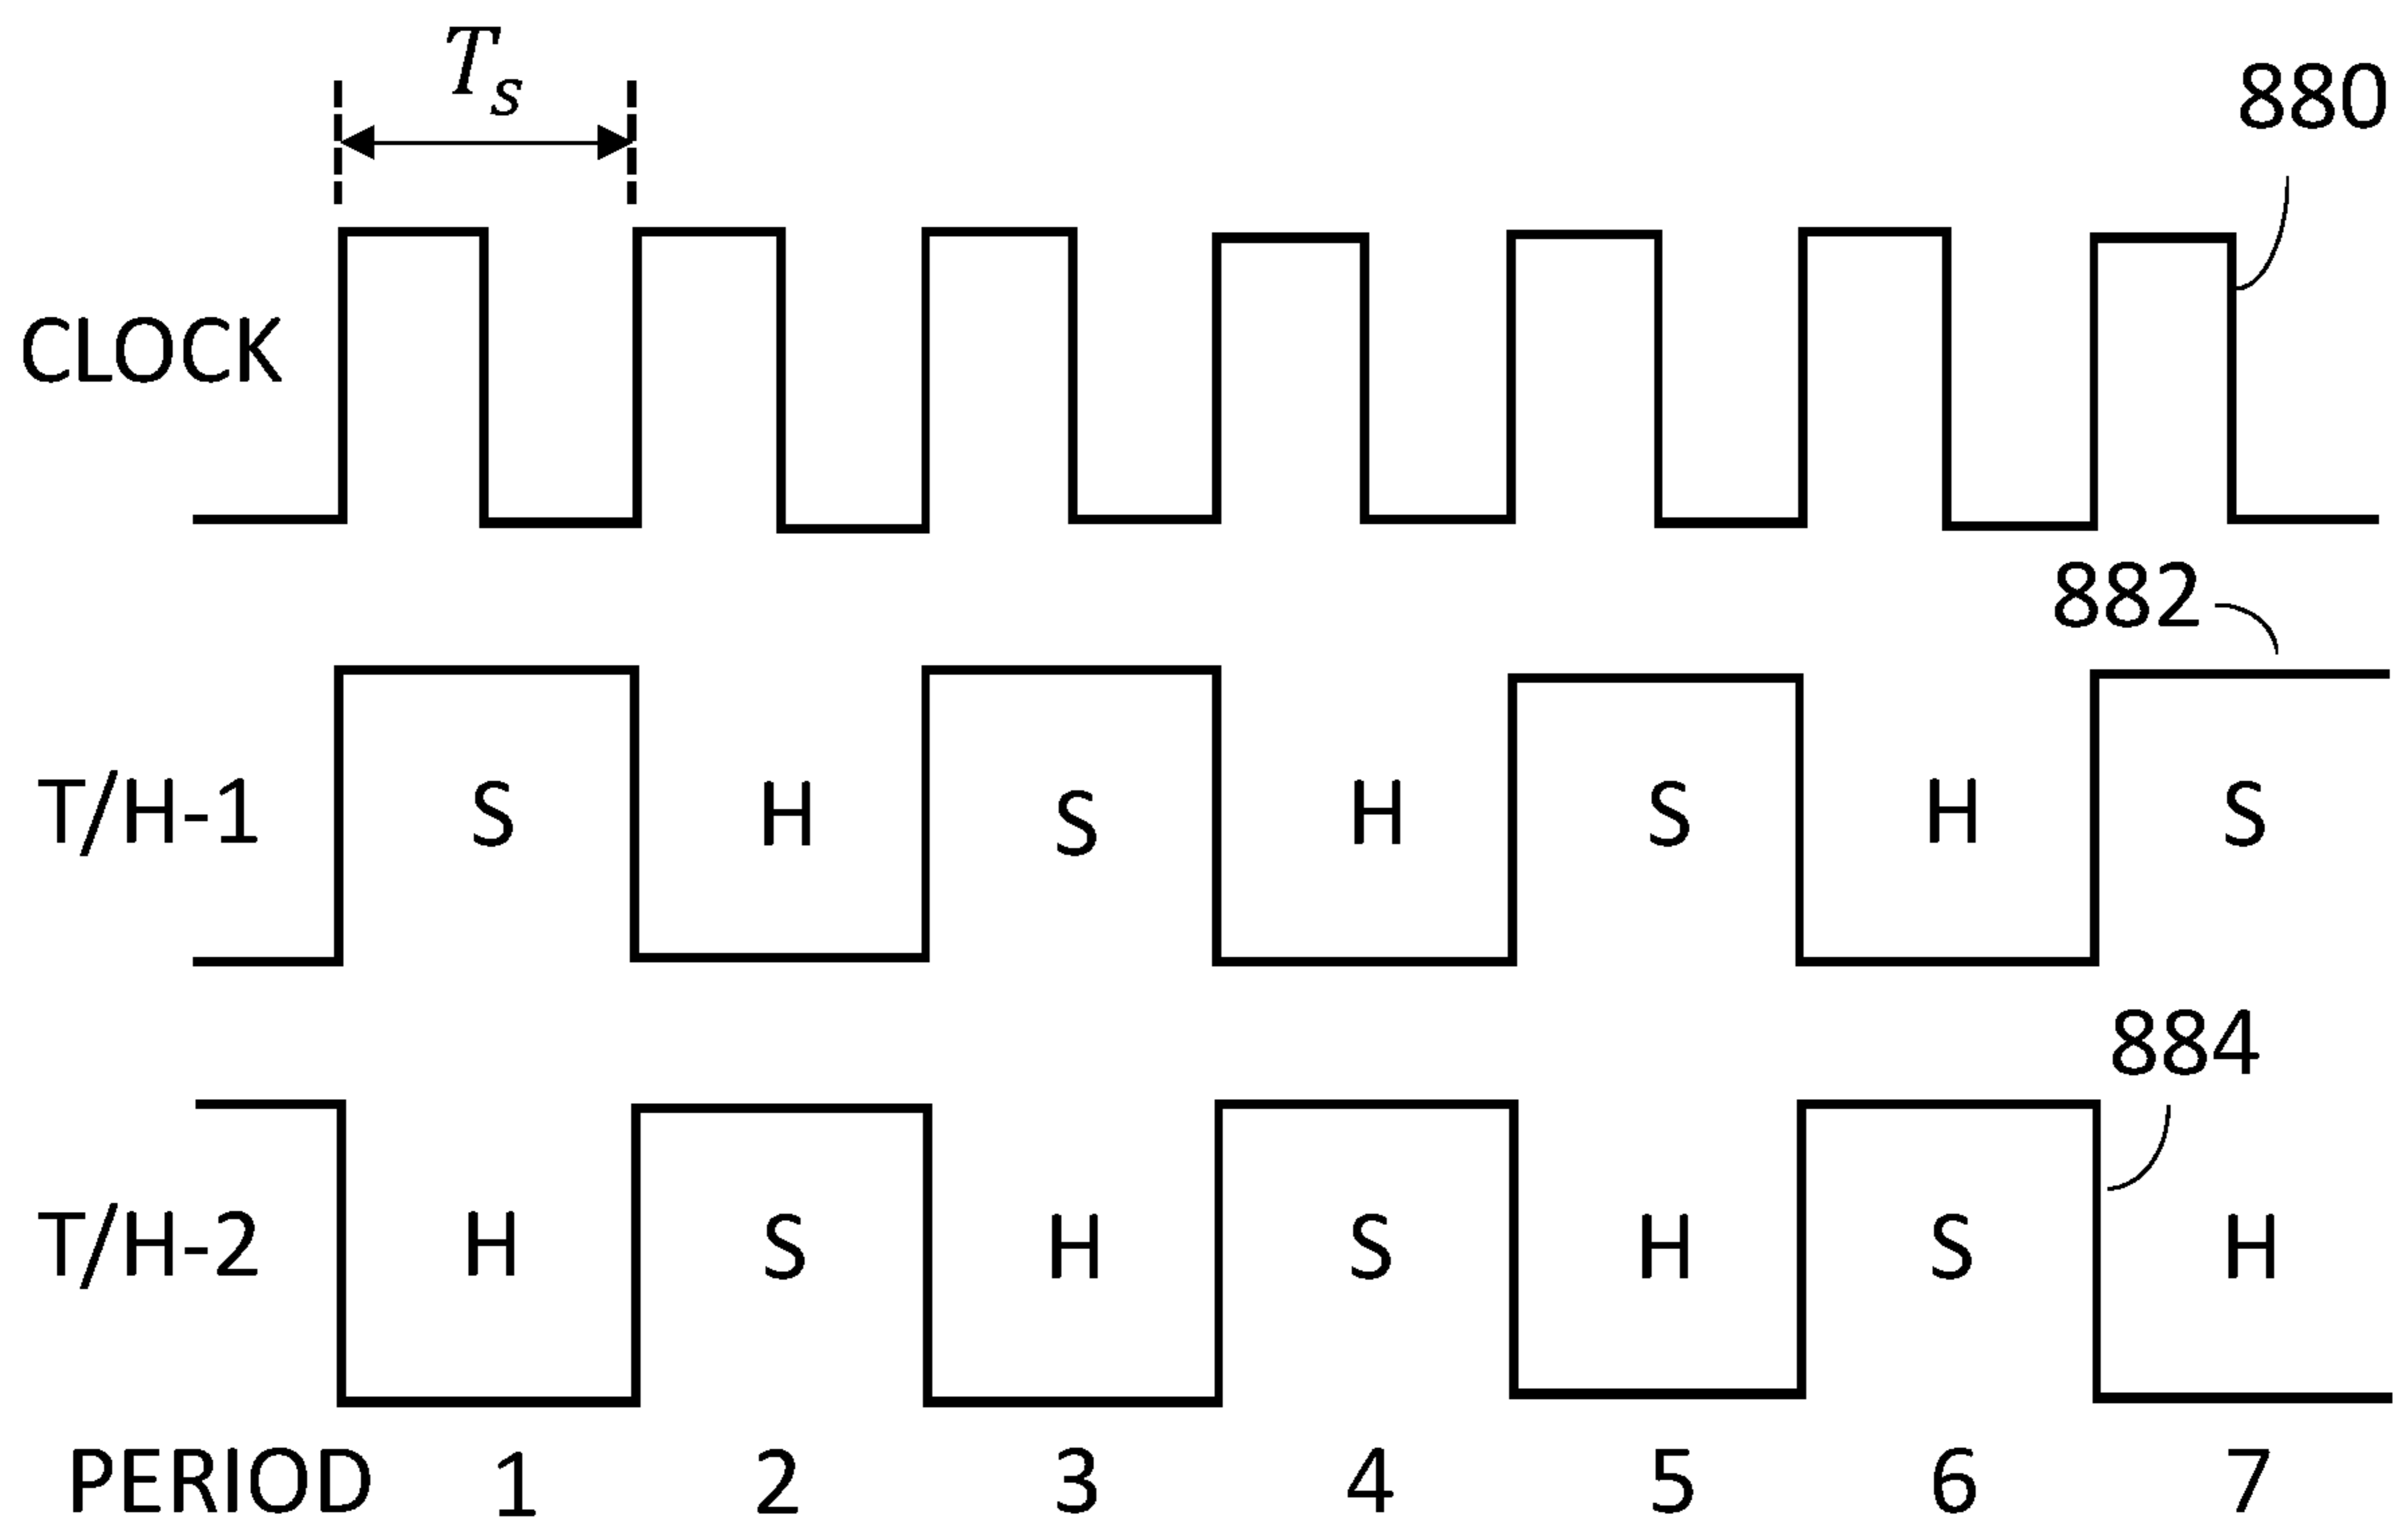 Ts
880
CLOCK
882
T/H-1 S H S H S H S
884
T/H-2 H S H S H S H
PERIOD 1 2 3 4 5 6 7